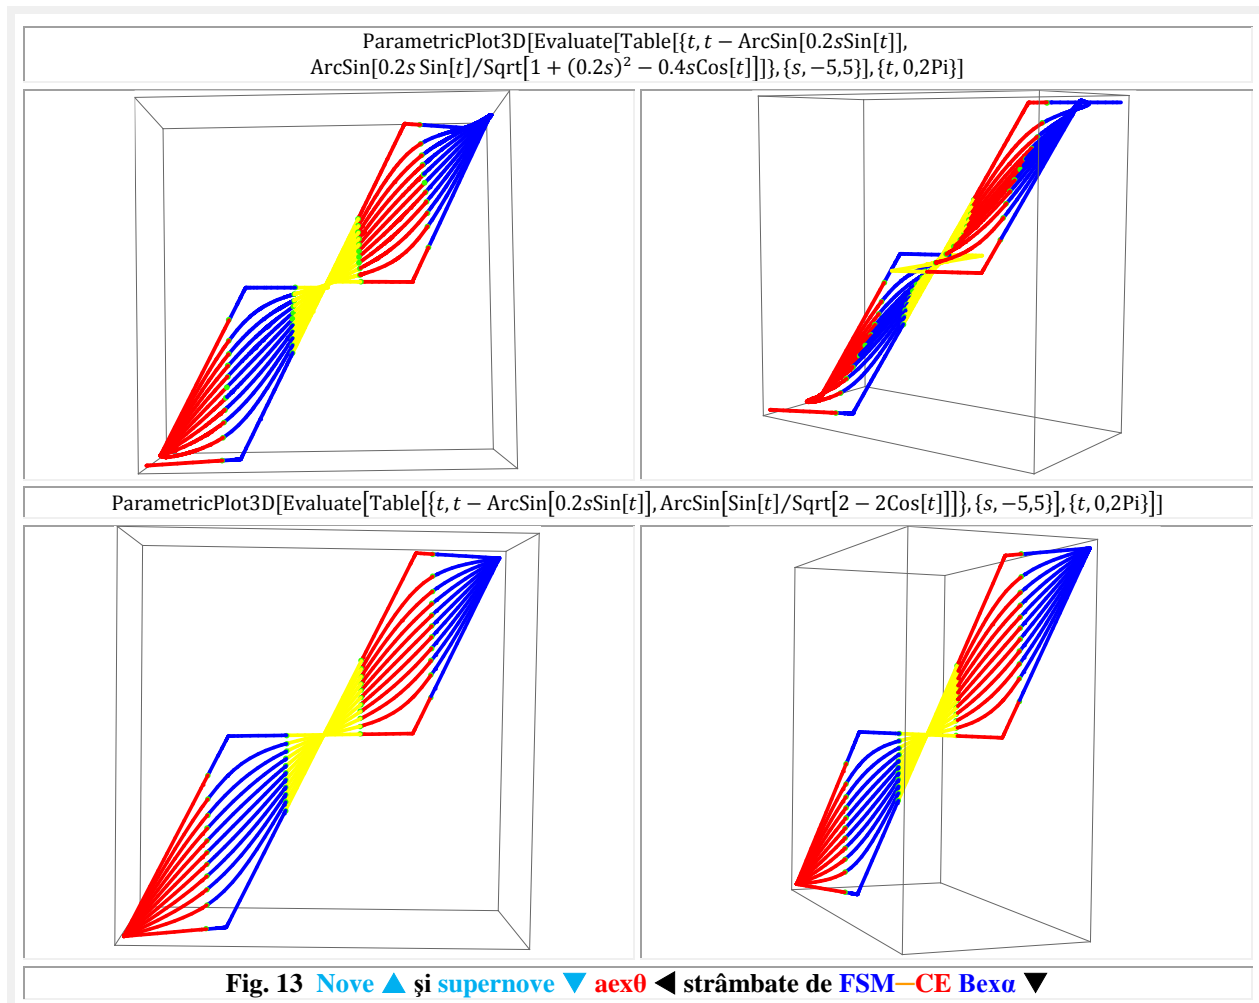 ParametricPlot3D[Evaluate[Table[{t, t − ArcSin[0.2sSin[t]],
ArcSin[0.2s Sin[t]/Sqrt[1 + (0.2s)² − 0.4sCos[t]]]}, {s, −5,5}], {t, 0,2Pi}]
ParametricPlot3D[Evaluate[Table[{t, t − ArcSin[0.2sSin[t]], ArcSin[Sin[t]/Sqrt[2 − 2Cos[t]]]}, {s, −5,5}], {t, 0,2Pi}]]
Fig. 13 Nove ▲ şi supernove ▼ aexθ ◀ strâmbate de FSM—CE Bexα ▼